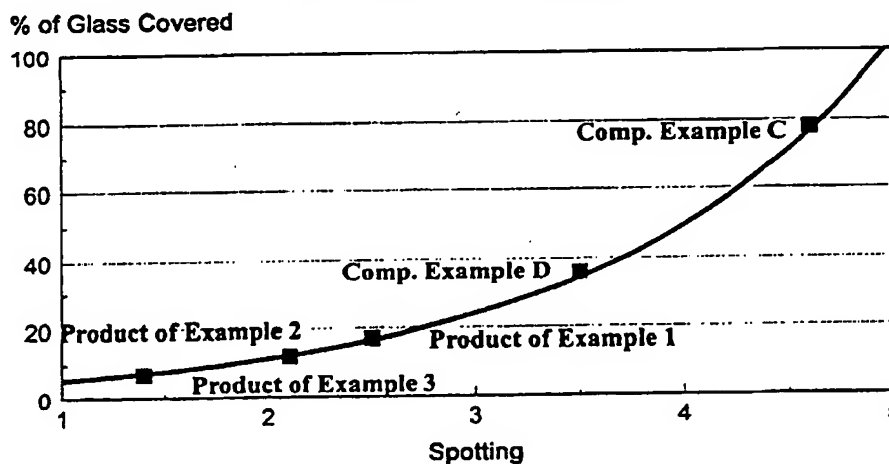 % of Glass Covered
100
80
Comp. Example C
60
40
Comp. Example D
20
Product of Example 2
Product of Example 1
Product of Example 3
0
1 2 3 4
Spotting